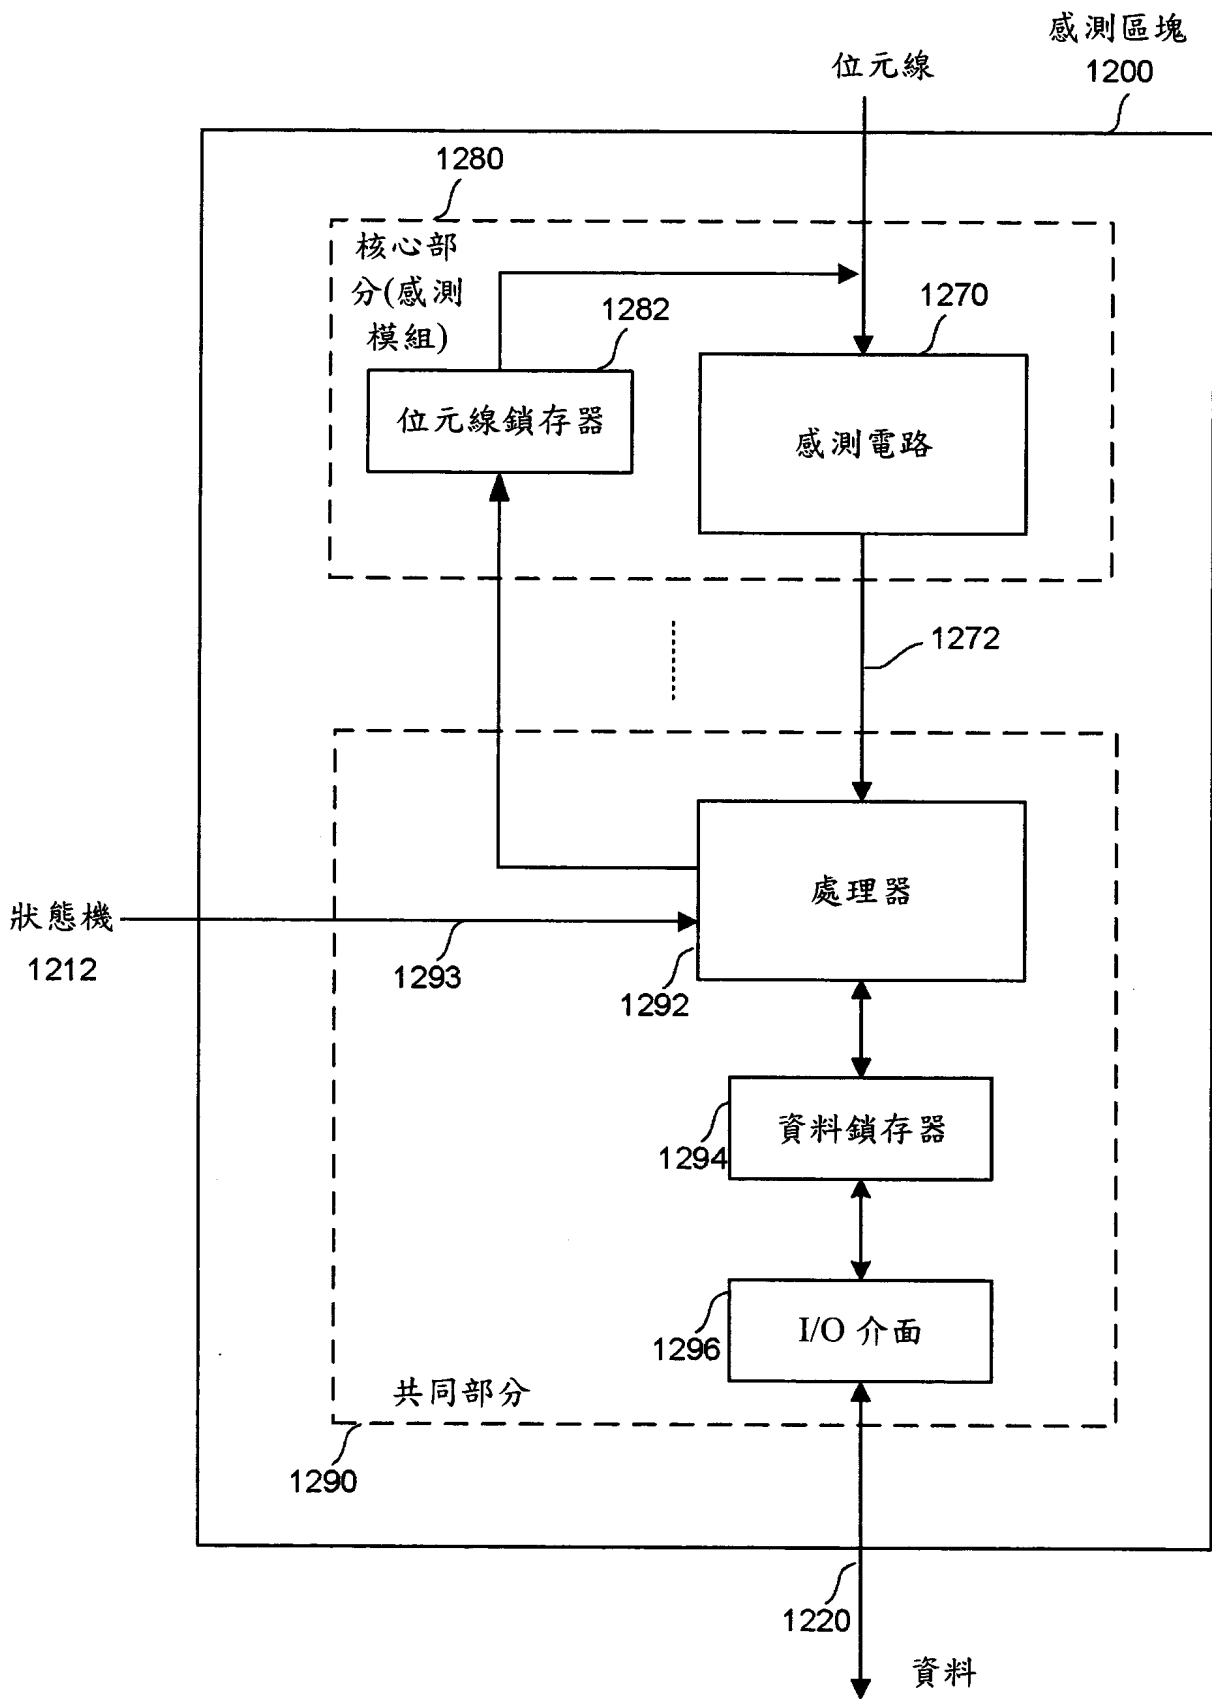 感測區塊
1200
位元線
1280
核心部
分(感測
模組)
1282
1270
位元線鎖存器
感測電路
1272
處理器
狀態機
1212
1293
1292
資料鎖存器
1294
I/O 介面
1296
共同部分
1290
1220
資料